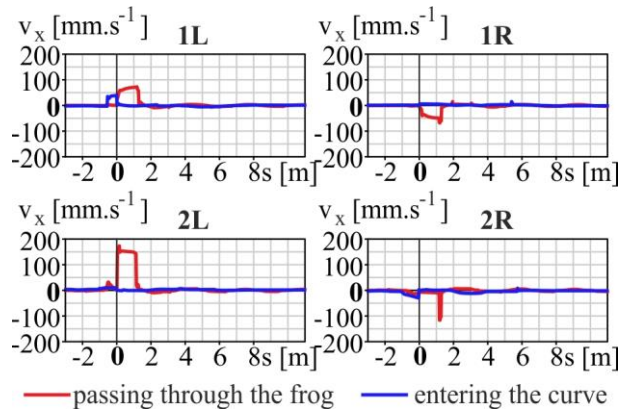 vx [mm.s-1] 1L
200
100
0
-100
-200
-2 0 2 4 6 8s [m]
vx [mm.s-1] 1R
200
100
0
-100
-200
-2 0 2 4 6 8s [m]
vx [mm.s-1] 2L
200
100
0
-100
-200
-2 0 2 4 6 8s [m]
vx [mm.s-1] 2R
200
100
0
-100
-200
-2 0 2 4 6 8s [m]
passing through the frog entering the curve